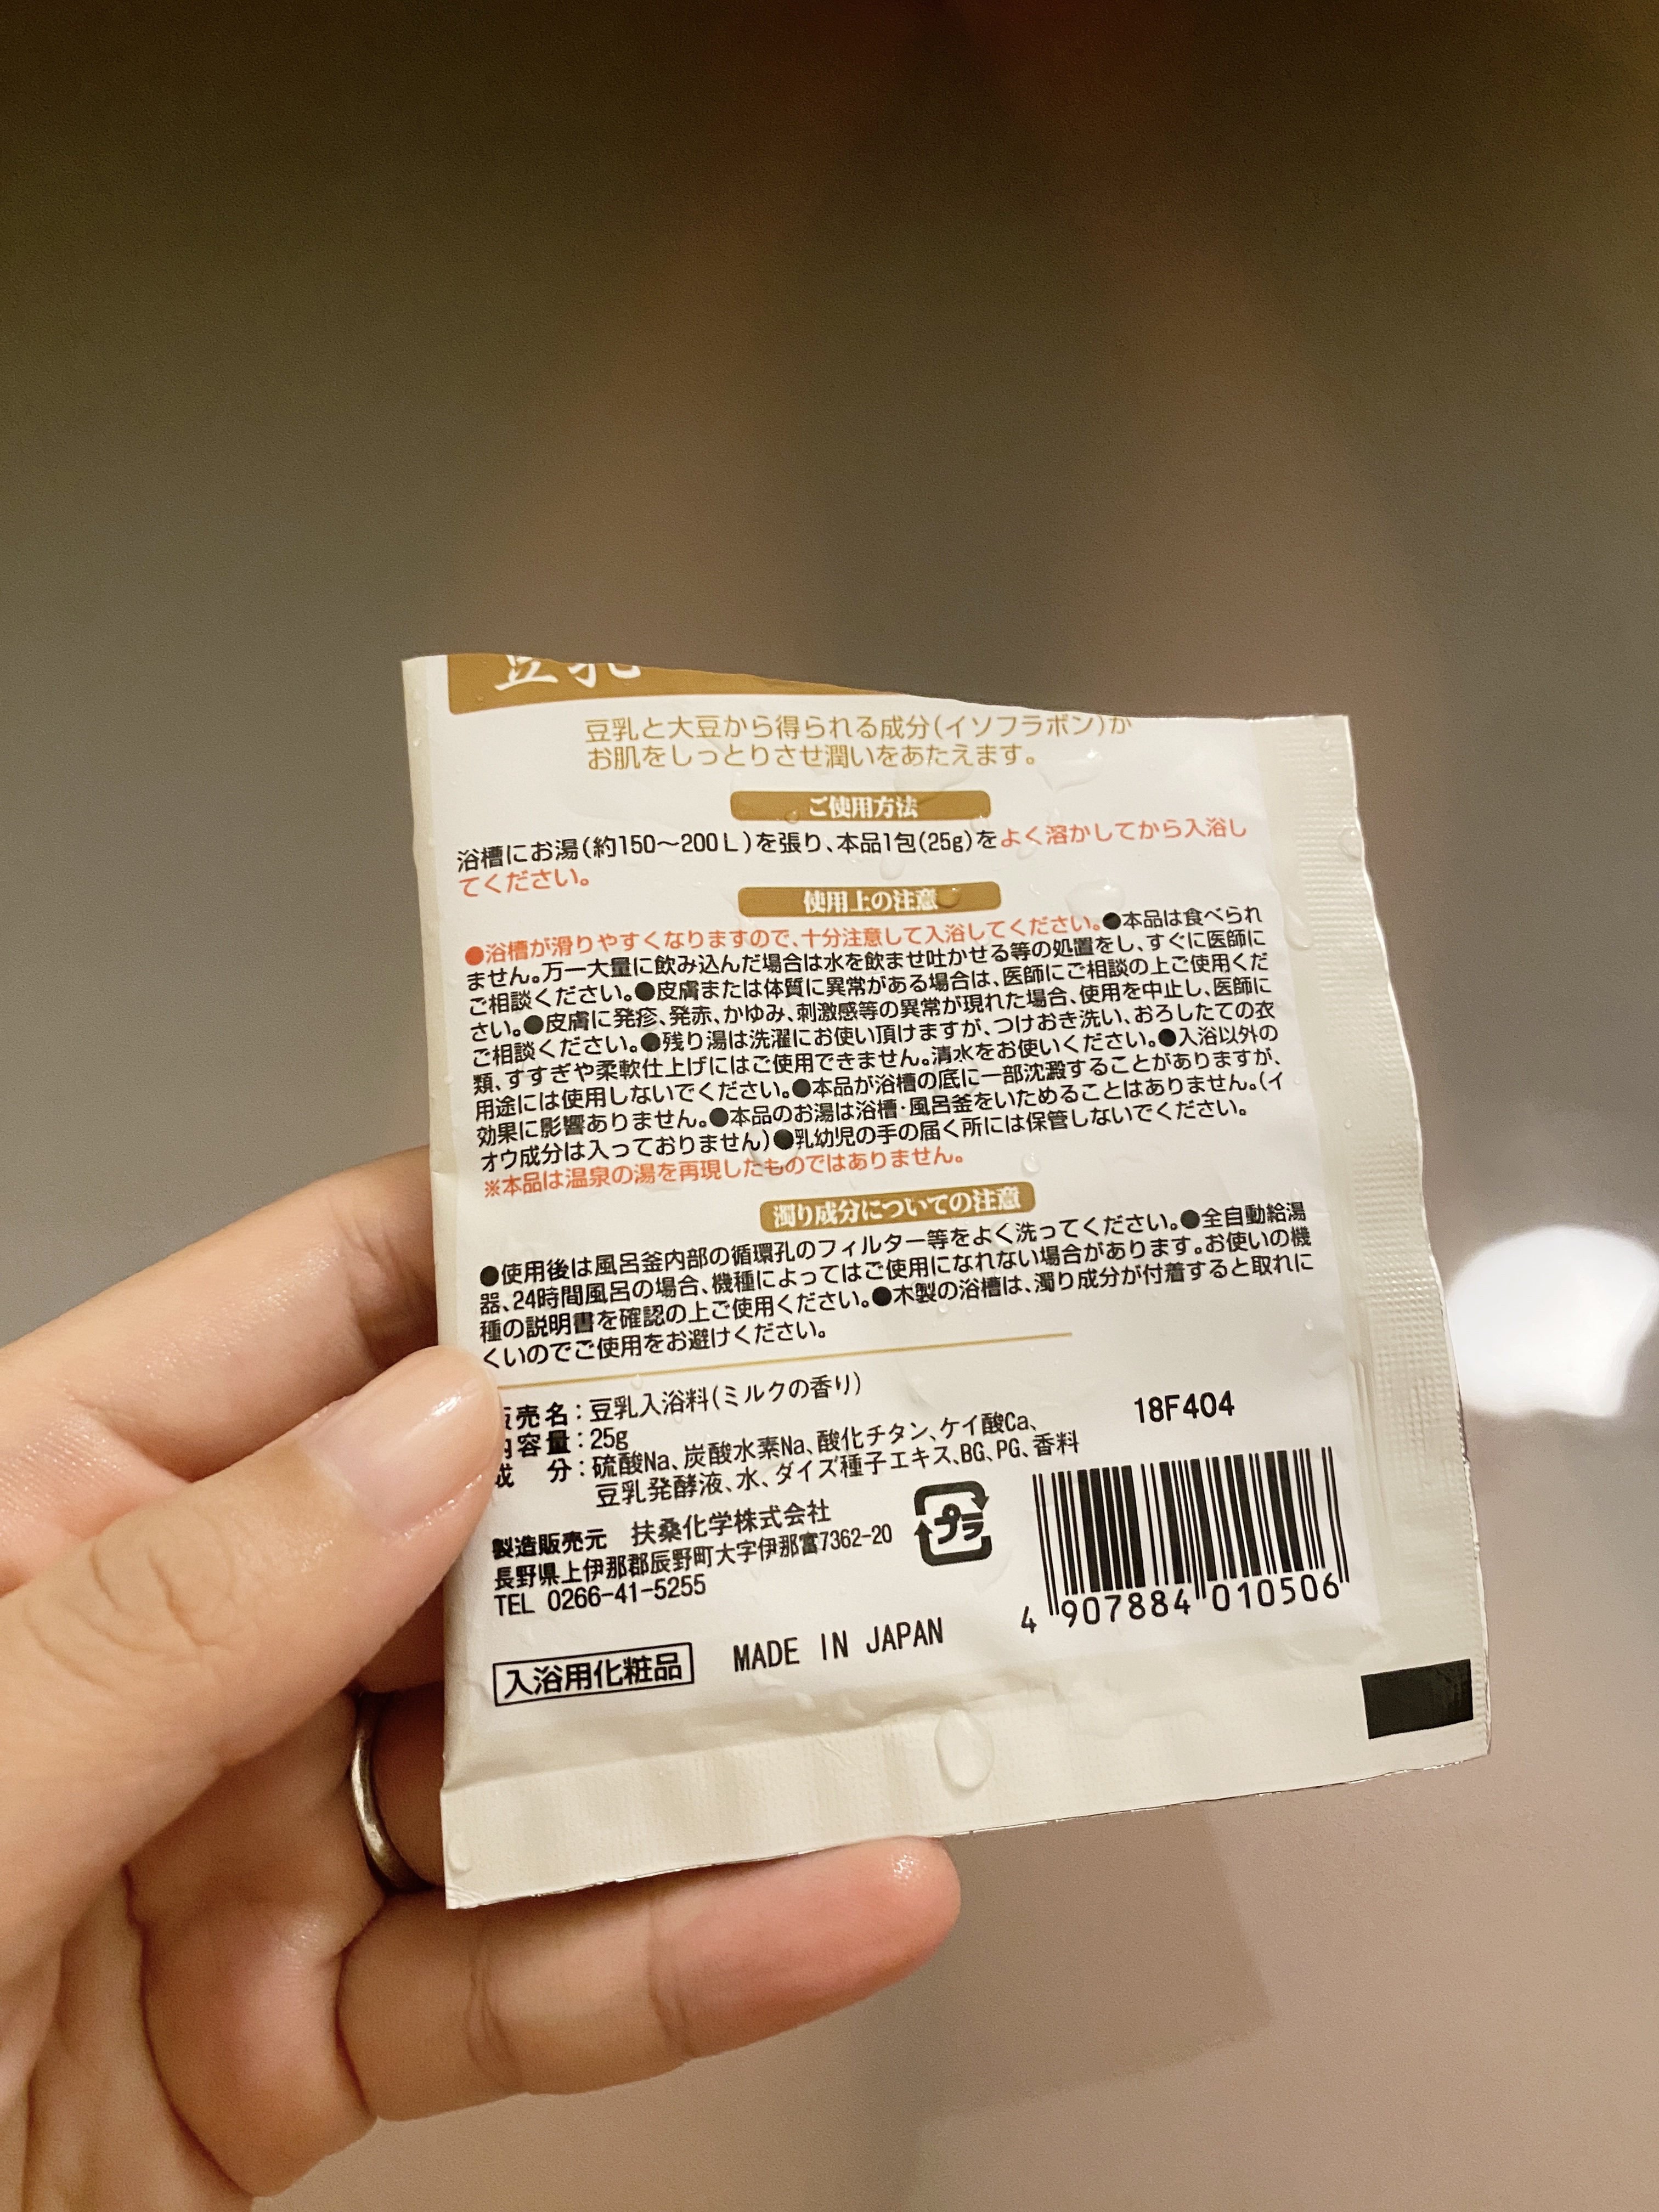 豆乳
豆乳と大豆から得られる成分(イソフラボン)が
お肌をしっとりさせ潤いをあたえます。
ご使用方法
浴槽にお湯(約150～200L)を張り、本品1包(25g)をよく溶かしてから入浴し
てください。
使用上の注意
●浴槽が滑りやすくなりますので、十分注意して入浴してください。●本品は食べられ
ません。万一大量に飲み込んだ場合は水を飲ませ吐かせる等の処置をし、すぐに医師に
ご相談ください。●皮膚または体質に異常がある場合は、医師にご相談の上ご使用くだ
さい。●皮膚に発疹、発赤、かゆみ、刺激感等の異常が現れた場合、使用を中止し、医師に
ご相談ください。●残り湯は洗濯にお使い頂けますが、つけおき洗い、おろしたての衣
類、すすぎや柔軟仕上げにはご使用できません。清水をお使いください。●入浴以外の
用途には使用しないでください。●本品が浴槽の底に一部沈澱することがありますが、
効果に影響ありません。●本品のお湯は浴槽・風呂釜をいためることはありません。(イ
オウ成分は入っておりません)●乳幼児の手の届く所には保管しないでください。
※本品は温泉の湯を再現したものではありません。
濁り成分についての注意
●使用後は風呂釜内部の循環孔のフィルター等をよく洗ってください。●全自動給湯
器、24時間風呂の場合、機種によってはご使用になれない場合があります。お使いの機
種の説明書を確認の上ご使用ください。●木製の浴槽は、濁り成分が付着すると取れに
くいのでご使用をお避けください。
販売名：豆乳入浴料(ミルクの香り)
内容量：25g
成　分：硫酸Na、炭酸水素Na、酸化チタン、ケイ酸Ca、
豆乳発酵液、水、ダイズ種子エキス、BG、PG、香料
18F404
製造販売元　扶桑化学株式会社
長野県上伊那郡辰野町大字伊那富7362-20
TEL 0266-41-5255
プラ
4 907884 010506
入浴用化粧品
MADE IN JAPAN